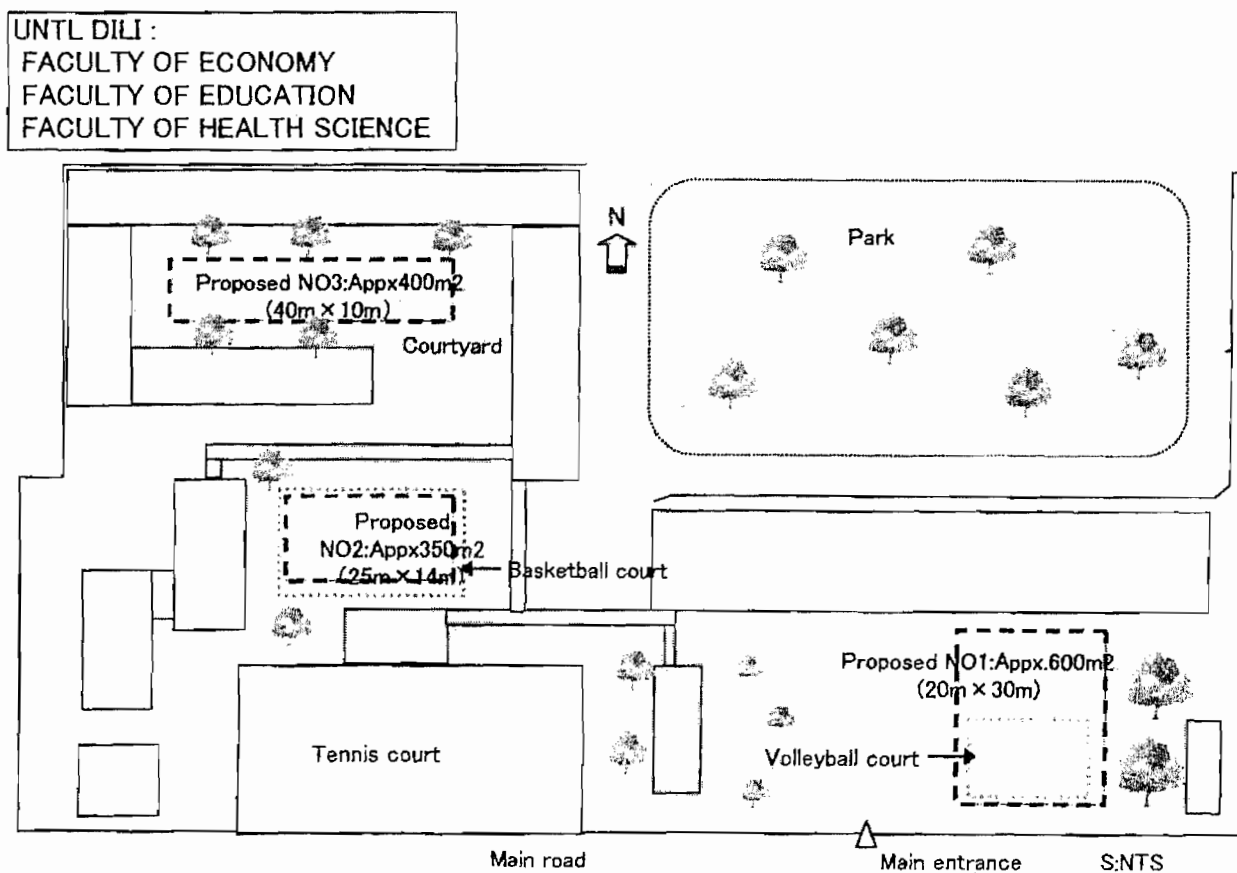 UNTL DILI :
FACULTY OF ECONOMY
FACULTY OF EDUCATION
FACULTY OF HEALTH SCIENCE
N
Park
Proposed NO3:Appx400m2
(40m×10m)
Courtyard
Proposed
NO2:Appx350m2
(25m×14m)
Basketball court
Proposed NO1:Appx.600m2
(20m×30m)
Tennis court
Volleyball court
Main road
Main entrance
S:NTS